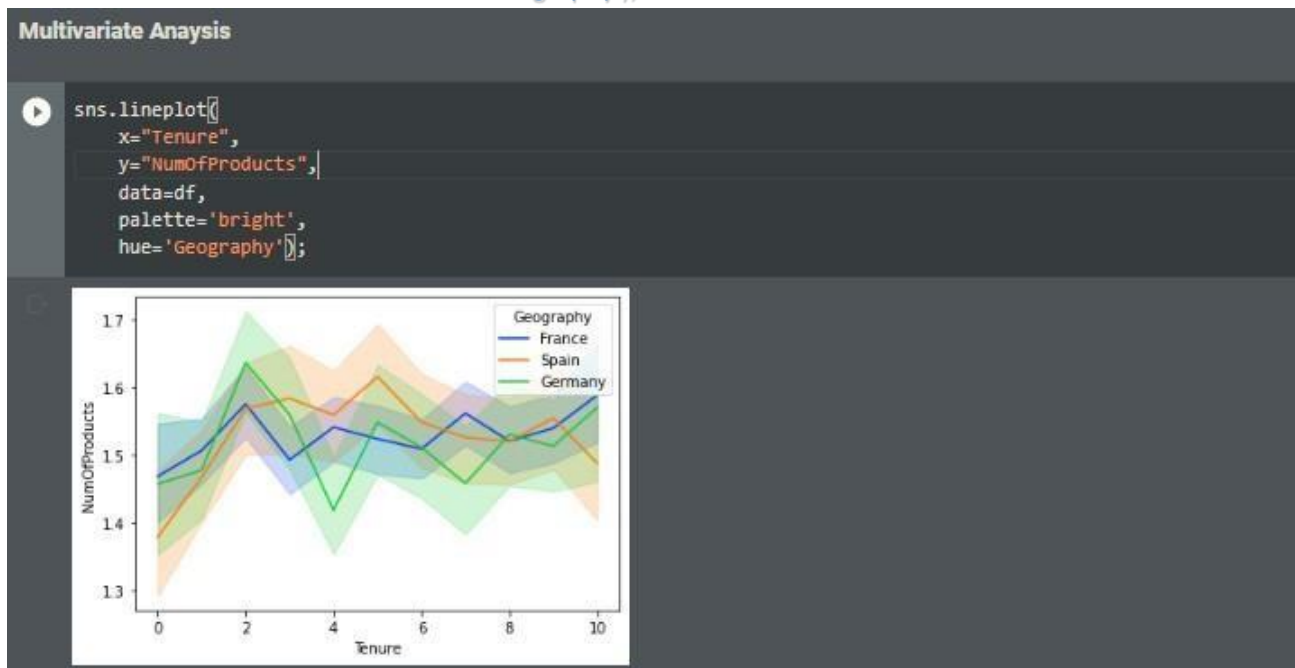 Multivariate Anaysis
sns.lineplot(
x="Tenure",
y="NumOfProducts",
data=df,
palette='bright',
hue='Geography');
Geography
France
Spain
Germany
1.7
1.6
1.5
1.4
1.3
NumOfProducts
0 2 4 6 8 10
Tenure